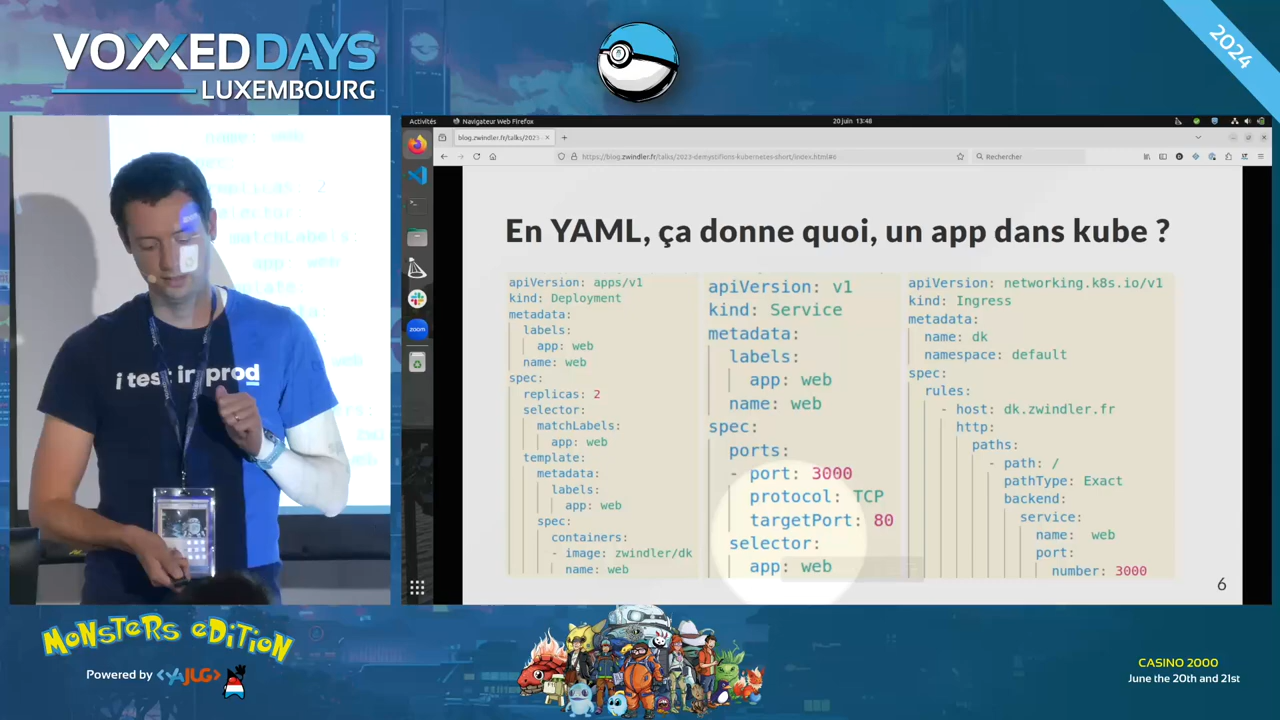 VOXXED DAYS
LUXEMBOURG
2024
i test in prod
Activités
Navigateur Web Firefox
20 juin 13:48
blog.zwindler.fr/talks/2023-
https://blog.zwindler.fr/talks/2023-demystifions-kubernetes-short/index.html#6
Rechercher
zoom
En YAML, ça donne quoi, un app dans kube ?
apiVersion: apps/v1
kind: Deployment
metadata:
labels:
app: web
name: web
spec:
replicas: 2
selector:
matchLabels:
app: web
template:
metadata:
labels:
app: web
spec:
containers:
- image: zwindler/dk
name: web
apiVersion: v1
kind: Service
metadata:
labels:
app: web
name: web
spec:
ports:
- port: 3000
protocol: TCP
targetPort: 80
selector:
app: web
apiVersion: networking.k8s.io/v1
kind: Ingress
metadata:
name: dk
namespace: default
spec:
rules:
- host: dk.zwindler.fr
http:
paths:
- path: /
pathType: Exact
backend:
service:
name: web
port:
number: 3000
6
MONSTERS EDITION
Powered by <YAJUG>
CASINO 2000
June the 20th and 21st